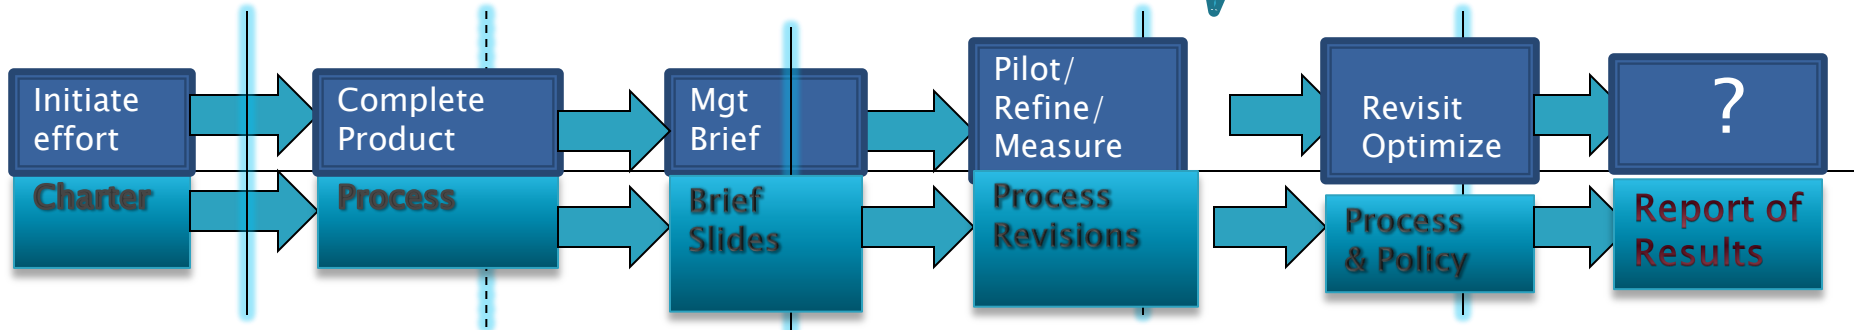 Initiate
effort
Complete
Product
Mgt
Brief
Pilot/
Refine/
Measure
Revisit
Optimize
?
Charter
Process
Brief
Slides
Process
Revisions
Process
& Policy
Report of
Results